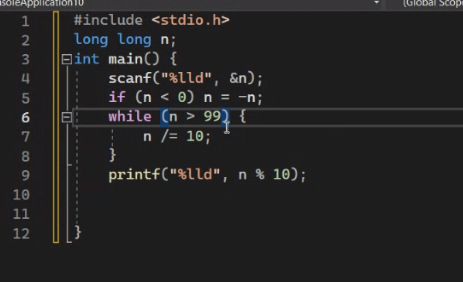 soleApplication10 (Global Scope
1 #include <stdio.h>
2 long long n;
3 int main() {
4 scanf("%lld", &n);
5 if (n < 0) n = -n;
6 while (n > 99) {
7 n /= 10;
8 }
9 printf("%lld", n % 10);
10
11
12 }